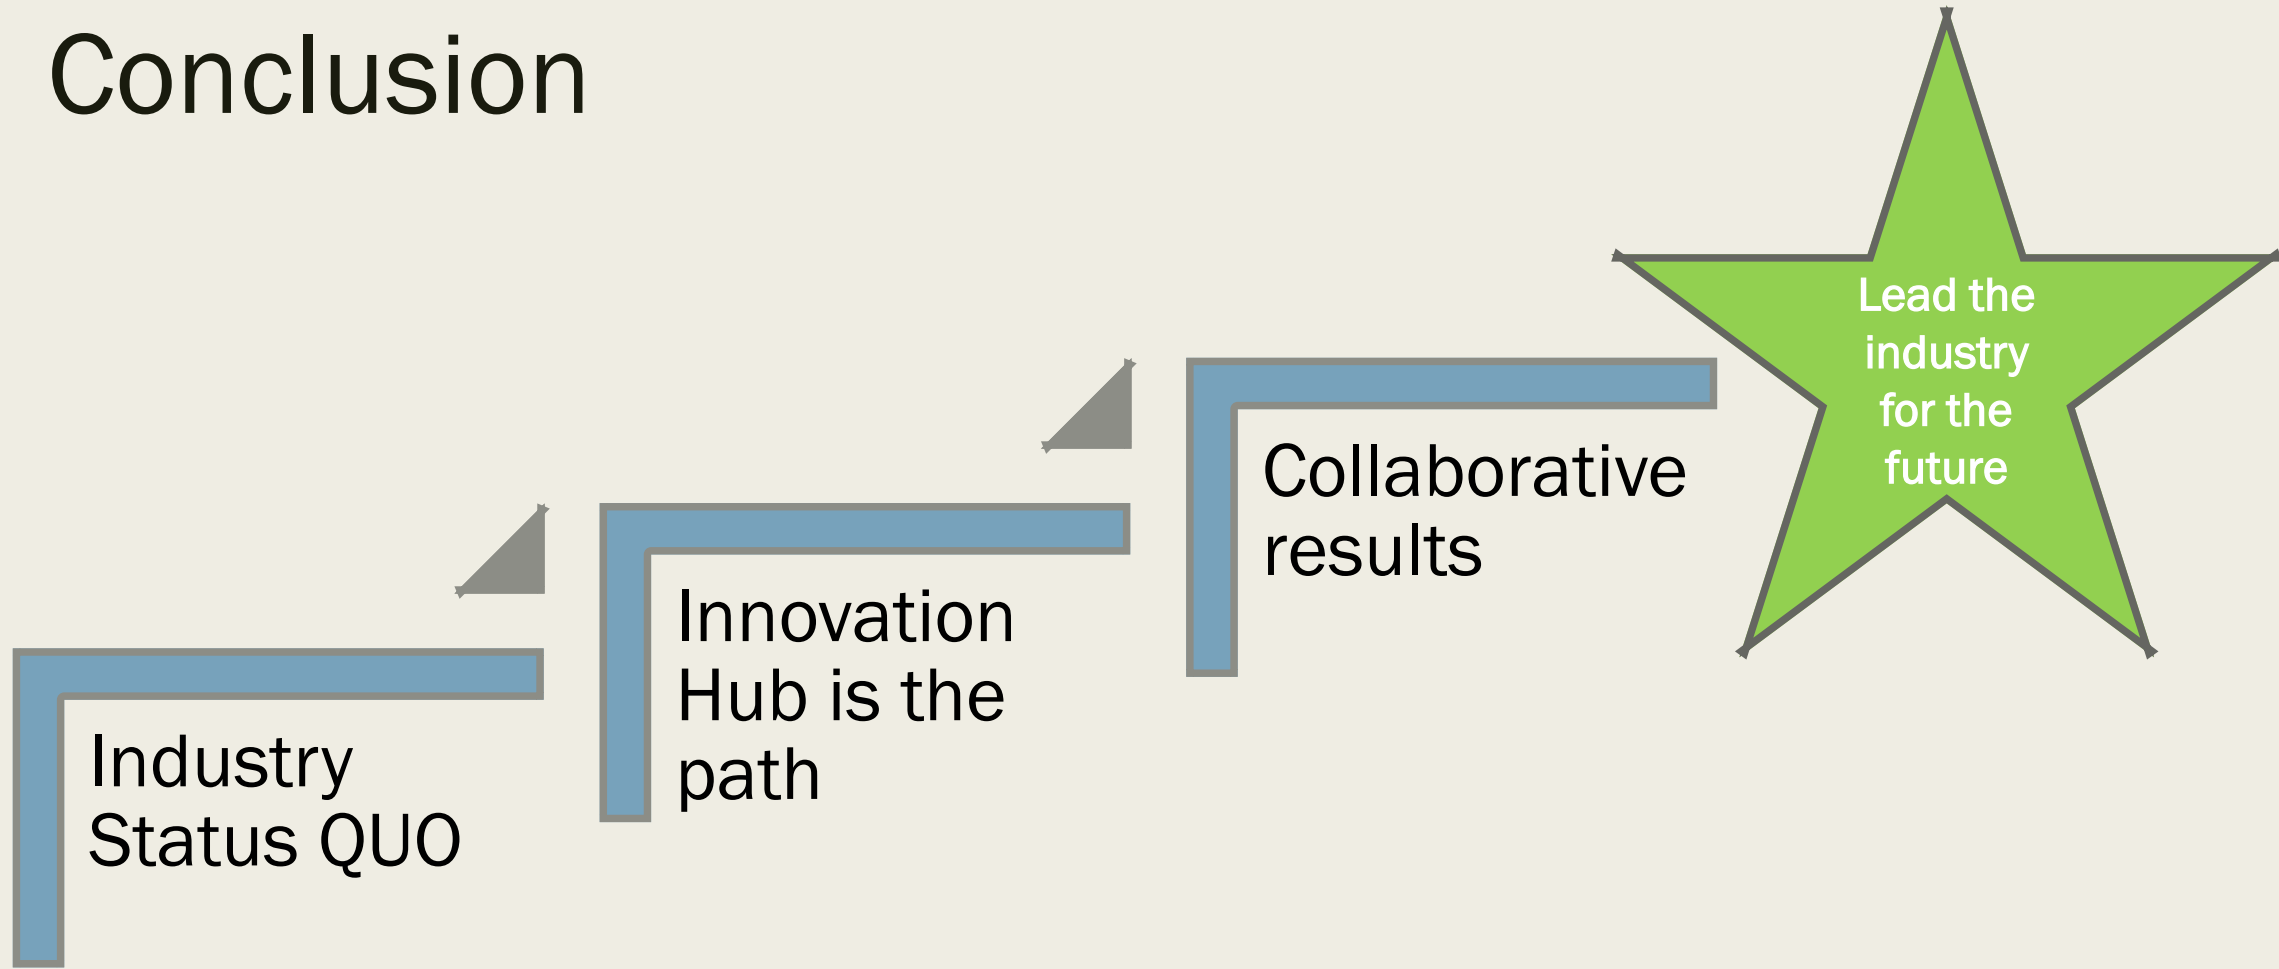 Conclusion
Industry
Status QUO
Innovation
Hub is the
path
Collaborative
results
Lead the
industry
for the
future